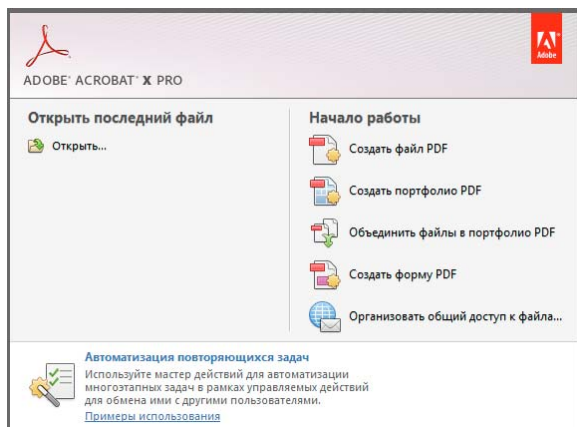 Adobe
ADOBE® ACROBAT® X PRO
Открыть последний файл
Открыть...
Начало работы
Создать файл PDF
Создать портфолио PDF
Объединить файлы в портфолио PDF
Создать форму PDF
Организовать общий доступ к файла...
Автоматизация повторяющихся задач
Используйте мастер действий для автоматизации
многоэтапных задач в рамках управляемых действий
для обмена ими с другими пользователями.
Примеры использования